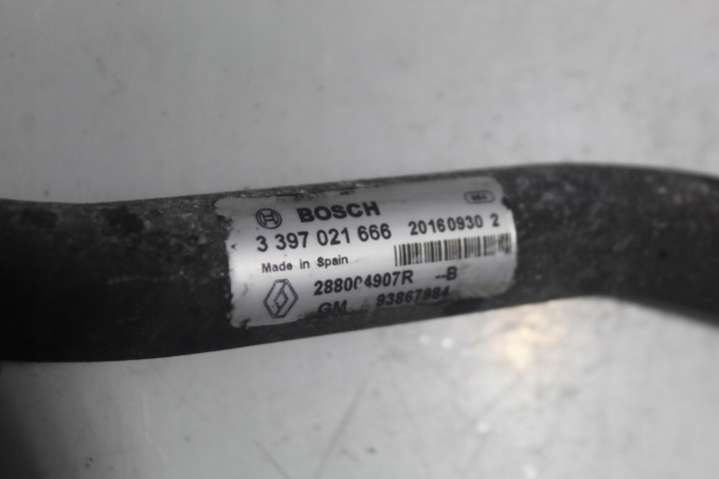 BOSCH
3 397 021 666 20160930 2
Made in Spain
288004907R --B
GM 93867984